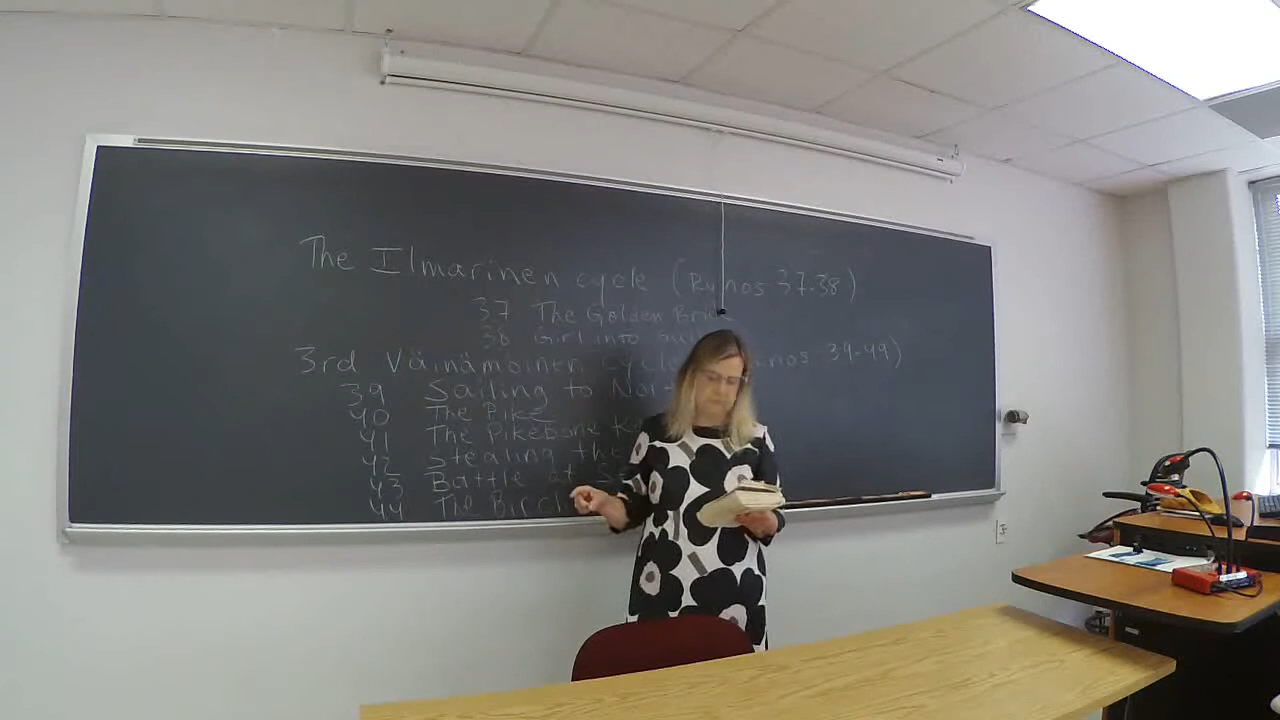 The Ilmarinen cycle (Runos 37-38)
37 The Golden Bride
38 Girl into
3rd Väinämöinen cycle Runos 39-49)
39 Sailing to Nor
40 The Pike
41 The Pikebone
42 Stealing the
43 Battle at
44 The Birch